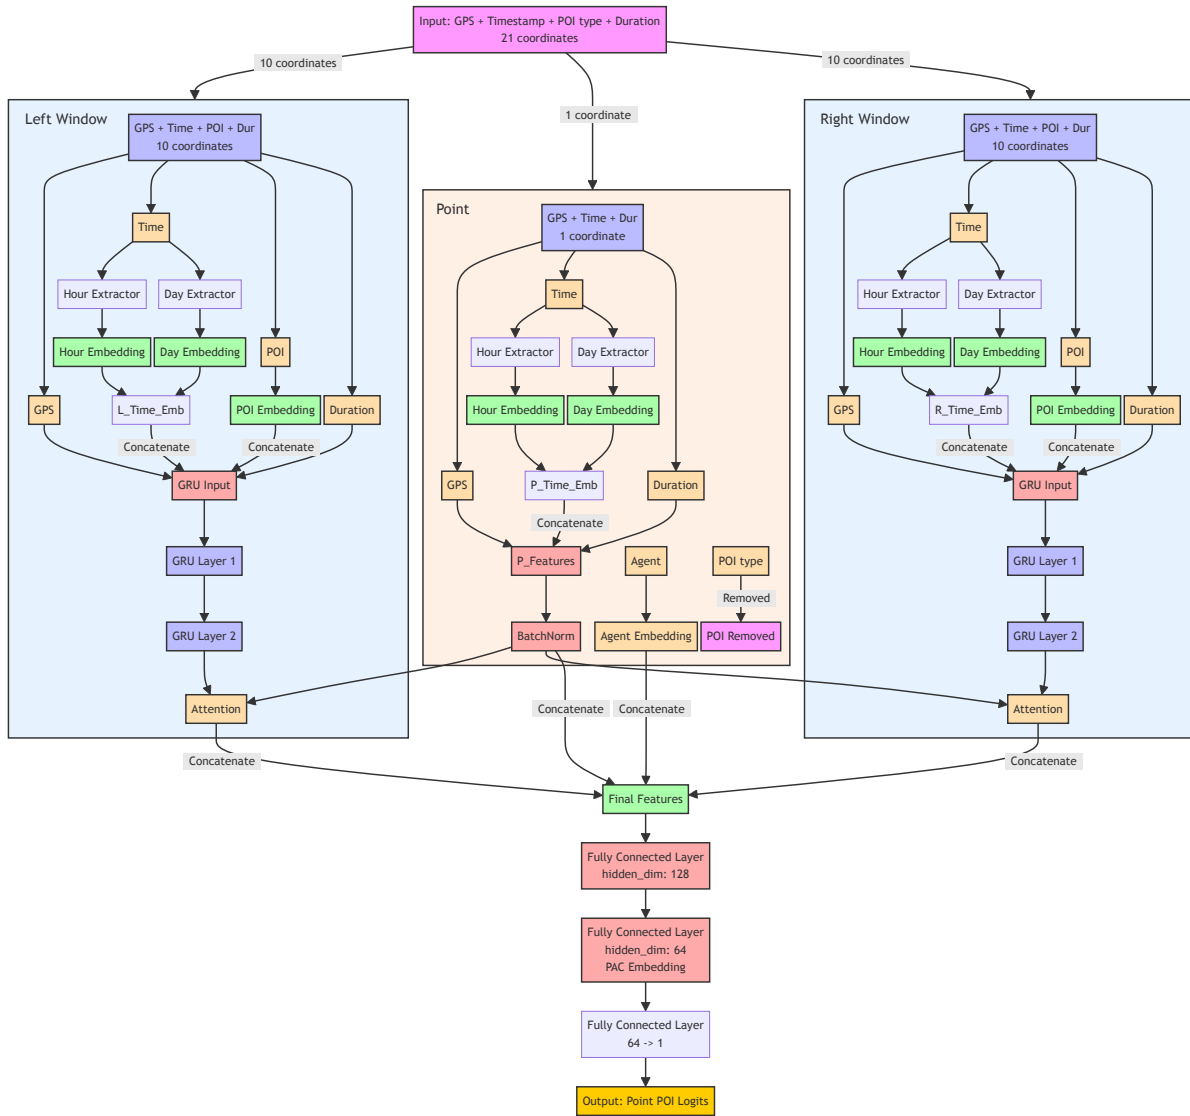 Input: GPS + Timestamp + POI type + Duration
21 coordinates
10 coordinates
10 coordinates
1 coordinate
Left Window
GPS + Time + POI + Dur
10 coordinates
Time
Hour Extractor
Day Extractor
Hour Embedding
Day Embedding
POI
GPS
L_Time_Emb
POI Embedding
Duration
Concatenate
Concatenate
GRU Input
GRU Layer 1
GRU Layer 2
Attention
Point
GPS + Time + Dur
1 coordinate
Time
Hour Extractor
Day Extractor
Hour Embedding
Day Embedding
GPS
P_Time_Emb
Duration
Concatenate
P_Features
Agent
POI type
Removed
BatchNorm
Agent Embedding
POI Removed
Right Window
GPS + Time + POI + Dur
10 coordinates
Time
Hour Extractor
Day Extractor
Hour Embedding
Day Embedding
POI
GPS
R_Time_Emb
POI Embedding
Duration
Concatenate
Concatenate
GRU Input
GRU Layer 1
GRU Layer 2
Attention
Concatenate
Concatenate
Concatenate
Concatenate
Final Features
Fully Connected Layer
hidden_dim: 128
Fully Connected Layer
hidden_dim: 64
PAC Embedding
Fully Connected Layer
64 -> 1
Output: Point POI Logits